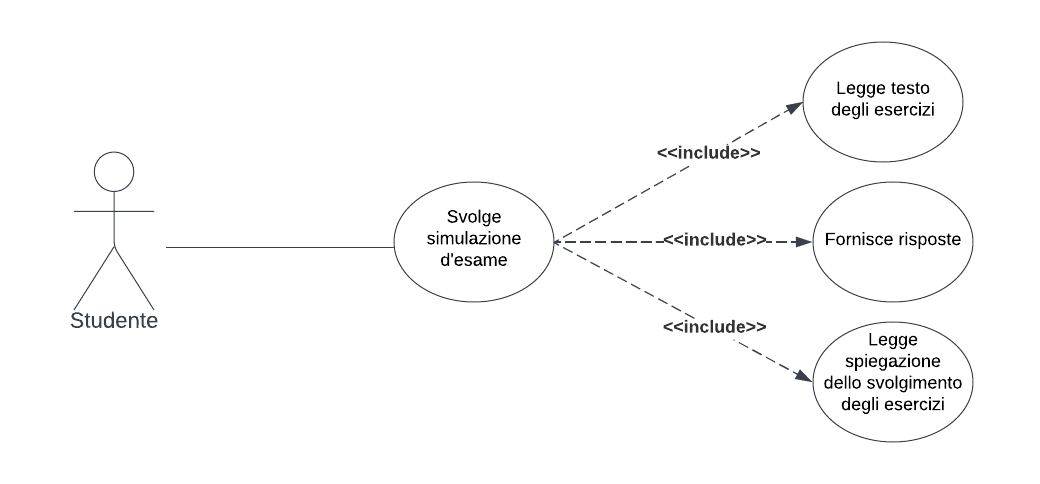 Studente
Svolge
simulazione
d'esame
<<include>>
Legge testo
degli esercizi
<<include>>
Fornisce risposte
<<include>>
Legge
spiegazione
dello svolgimento
degli esercizi